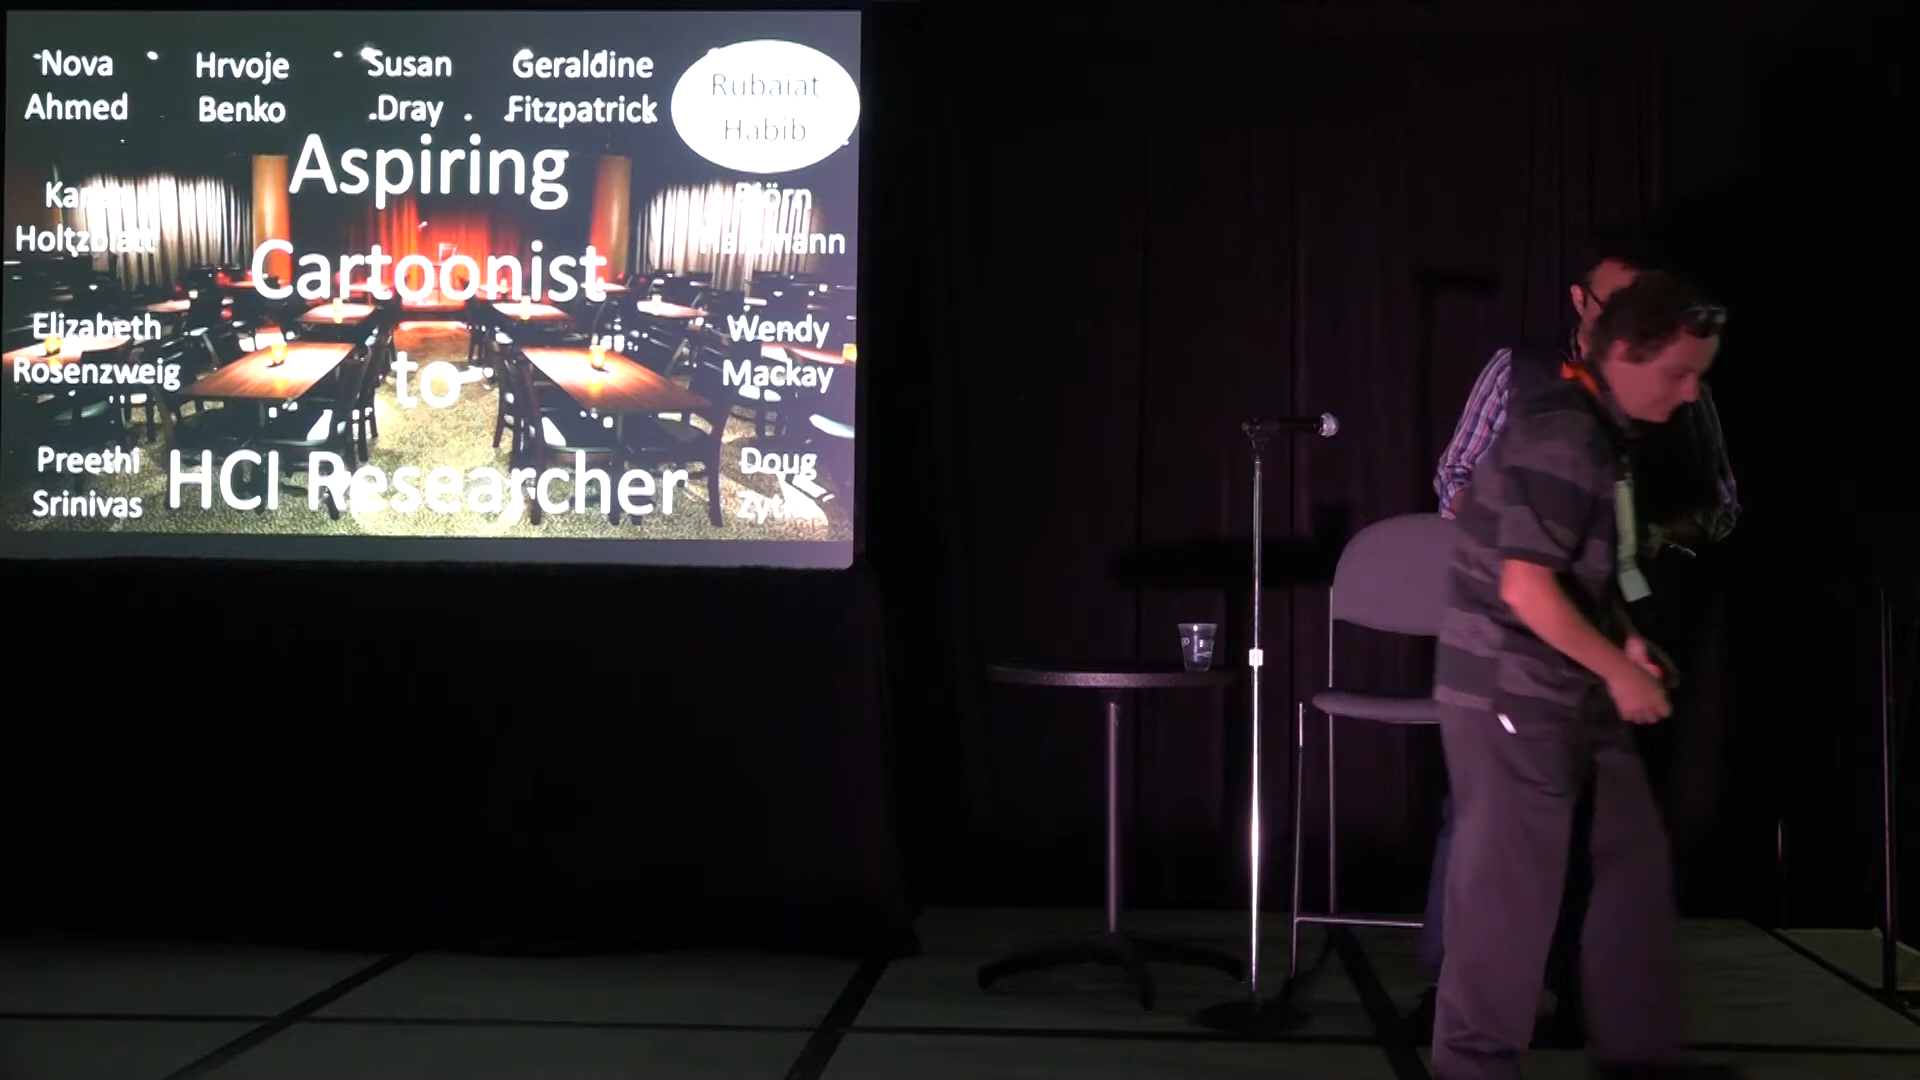 Nova
Ahmed
Hrvoje
Benko
Susan
Dray
Geraldine
Fitzpatrick
Rubaiat
Habib
Aspiring
Cartoonist
to
HCI Researcher
Holtzblatt
Björn
Elizabeth
Rosenzweig
Wendy
Mackay
Preethi
Srinivas
Doug